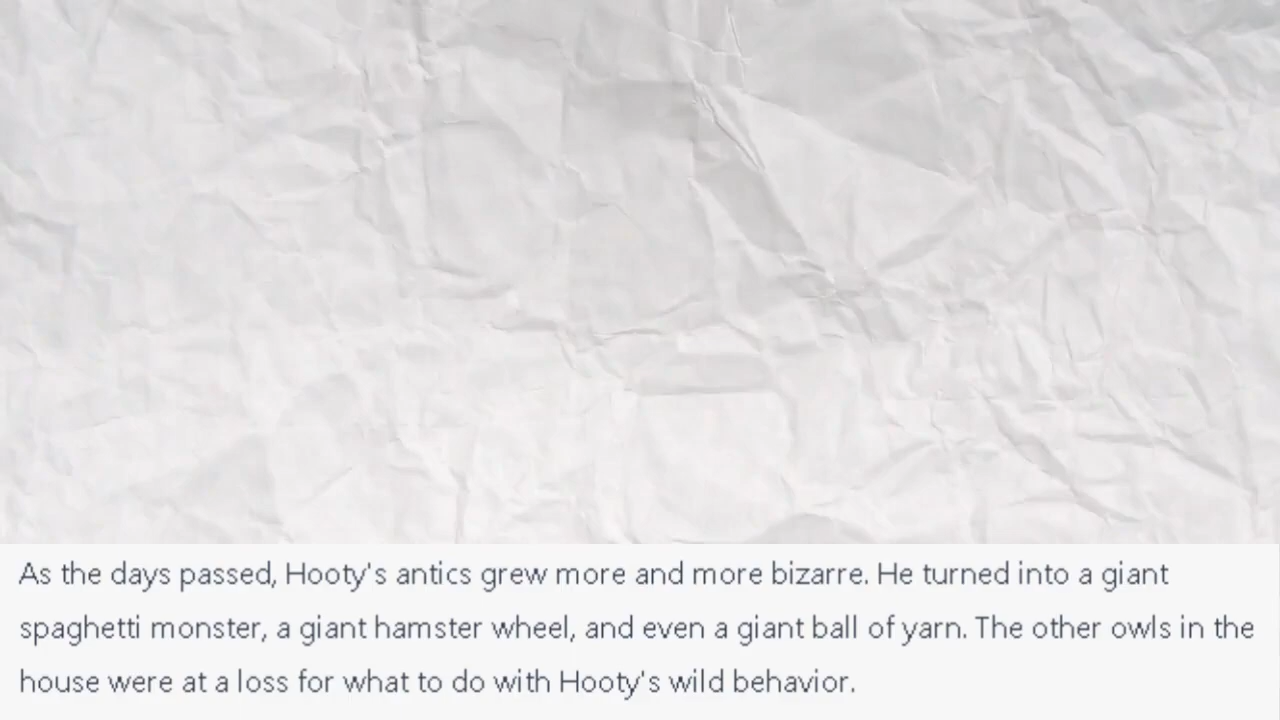 As the days passed, Hooty's antics grew more and more bizarre. He turned into a giant
spaghetti monster, a giant hamster wheel, and even a giant ball of yarn. The other owls in the
house were at a loss for what to do with Hooty's wild behavior.